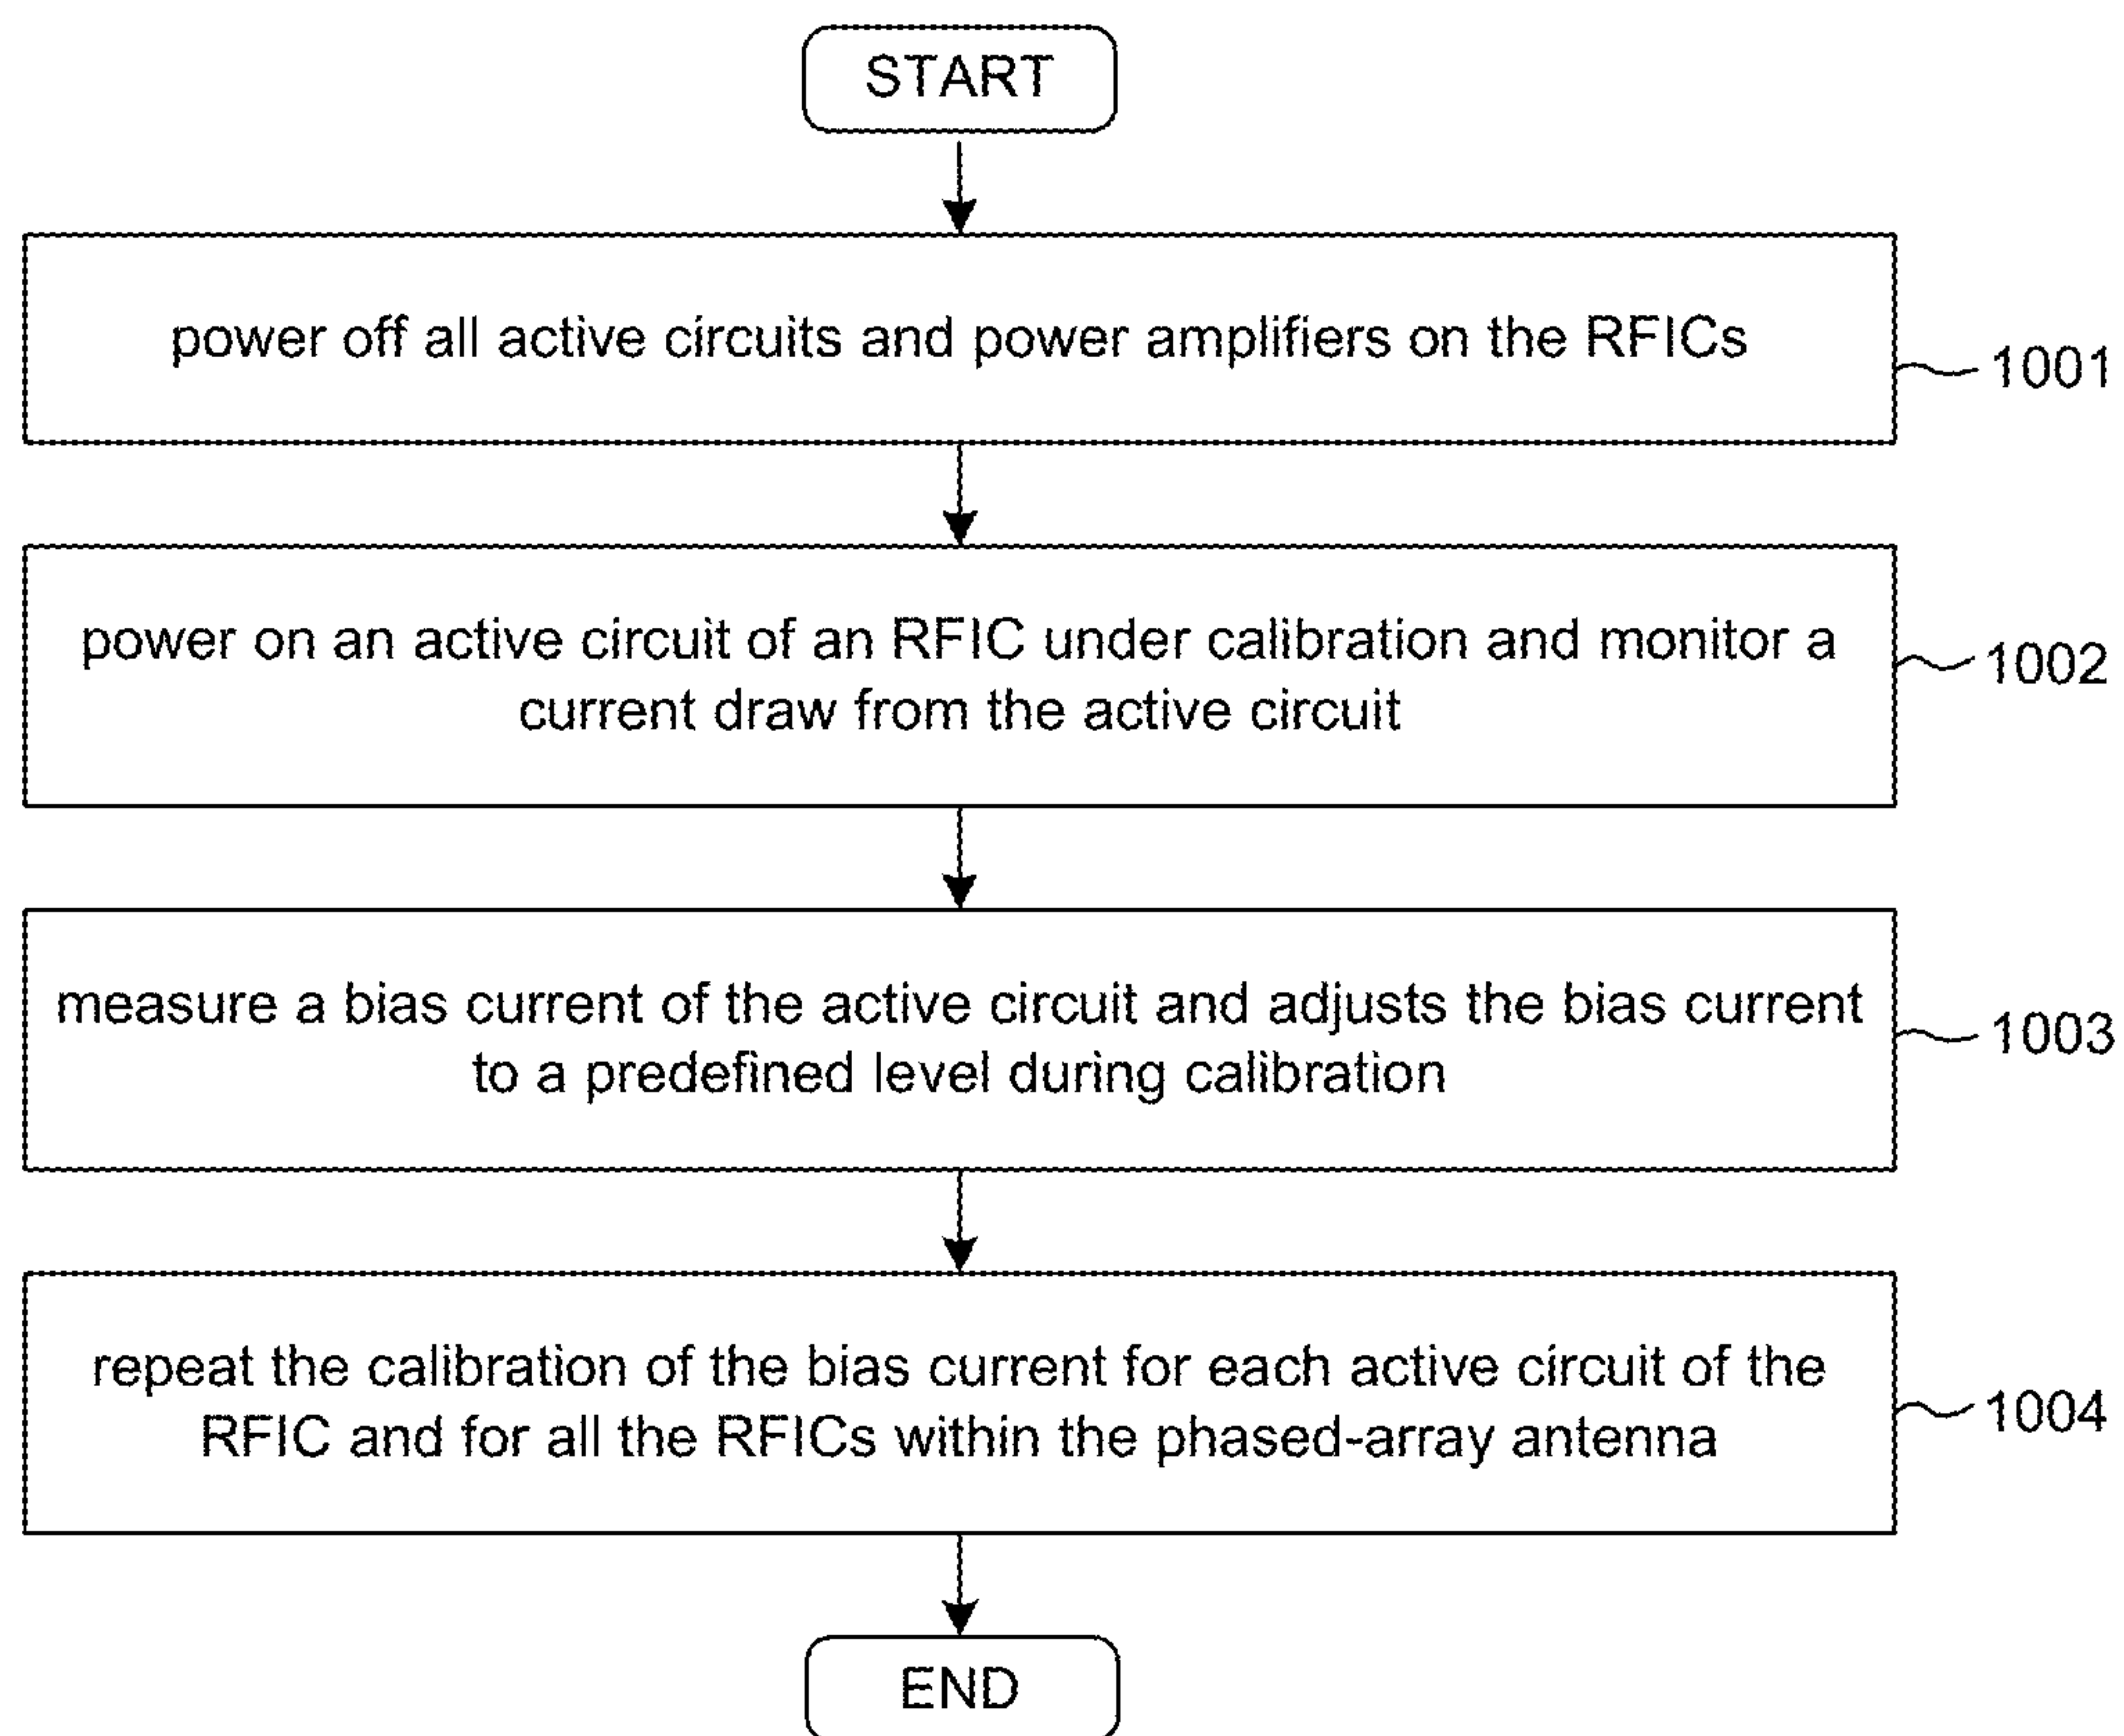 START
power off all active circuits and power amplifiers on the RFICs
1001
power on an active circuit of an RFIC under calibration and monitor a
current draw from the active circuit
1002
measure a bias current of the active circuit and adjusts the bias current
to a predefined level during calibration
1003
repeat the calibration of the bias current for each active circuit of the
RFIC and for all the RFICs within the phased-array antenna
1004
END